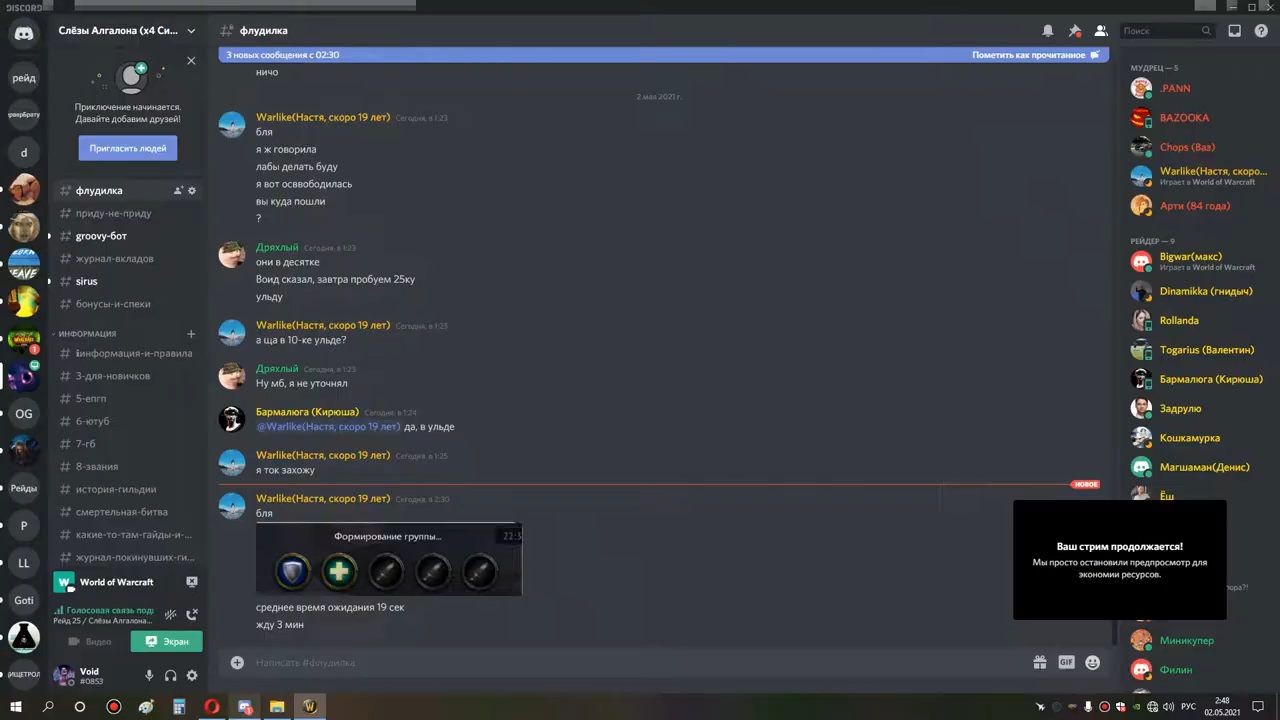 DISCORD
рейд
d
OG
Рейды
P
LL
Goti
Слёзы Алгалона (x4 Си...
Приключение начинается.
Давайте добавим друзей!
Пригласить людей
# флудилка
# приду-не-приду
# groovy-бот
# журнал-вкладов
# sirus
# бонусы-и-спеки
ИНФОРМАЦИЯ
# информация-и-правила
# 3-для-новичков
# 5-епгп
# 6-ютуб
# 7-гб
# 8-звания
# история-гильдии
# смертельная-битва
# какие-то-там-гайды-и-...
# журнал-покинувших-ги...
World of Warcraft
Голосовая связь под
Рейд 25 / Слёзы Алгалона...
Видео
Экран
Void
#0853
# флудилка
Поиск
3 новых сообщения с 02:30
Пометить как прочитанное
ничо
2 мая 2021 г.
Warlike(Настя, скоро 19 лет) Сегодня, в 1:23
бля
я ж говорила
лабы делать буду
я вот освободилась
вы куда пошли
?
Дряхлый Сегодня, в 1:23
они в десятке
Воид сказал, завтра пробуем 25ку
ульду
Warlike(Настя, скоро 19 лет) Сегодня, в 1:23
а ща в 10-ке ульде?
Дряхлый Сегодня, в 1:23
Ну мб, я не уточнял
Бармалюга (Кирюша) Сегодня, в 1:24
@Warlike(Настя, скоро 19 лет) да, в ульде
Warlike(Настя, скоро 19 лет) Сегодня, в 1:25
я ток захожу
НОВОЕ
Warlike(Настя, скоро 19 лет) Сегодня, в 2:30
бля
Формирование группы...
22:3
среднее время ожидания 19 сек
жду 3 мин
Написать #флудилка
GIF
МУДРЕЦ — 5
.PANN
BAZOOKA
Chops (Ваз)
Warlike(Настя, скоро...
Играет в World of Warcraft
Арти (84 года)
РЕЙДЕР — 9
Bigwar(макс)
Играет в World of Warcraft
Dinamikka (гнидыч)
Rollanda
Togarius (Валентин)
Бармалюга (Кирюша)
Задрулю
Кошкамурка
Магшаман(Денис)
Ёш
Ваш стрим продолжается!
Мы просто остановили предпросмотр для
экономии ресурсов.
пора?!
Миникупер
Филин
РУС
2:48
02.05.2021